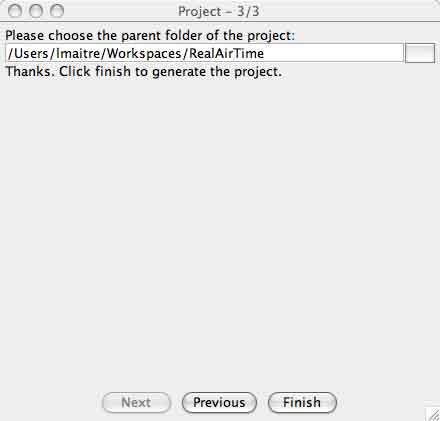 Project – 3/3
Please choose the parent folder of the project:
/Users/lmaitre/Workspaces/RealAirTime
Thanks. Click finish to generate the project.
Next Previous Finish